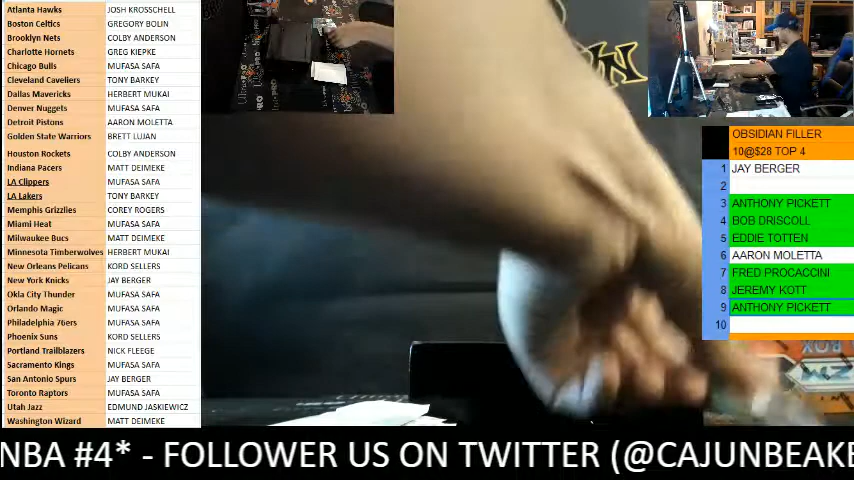 Atlanta Hawks JOSH KROSSCHELL
Boston Celtics GREGORY BOLIN
Brooklyn Nets COLBY ANDERSON
Charlotte Hornets GREG KIEPKE
Chicago Bulls MUFASA SAFA
Cleveland Cavaliers TONY BARKEY
Dallas Mavericks HERBERT MUKAI
Denver Nuggets MUFASA SAFA
Detroit Pistons AARON MOLETTA
Golden State Warriors BRETT LUJAN
Houston Rockets COLBY ANDERSON
Indiana Pacers MATT DEIMEKE
LA Clippers MUFASA SAFA
LA Lakers TONY BARKEY
Memphis Grizzlies COREY ROGERS
Miami Heat MUFASA SAFA
Milwaukee Bucs MATT DEIMEKE
Minnesota Timberwolves HERBERT MUKAI
New Orleans Pelicans KORD SELLERS
New York Knicks JAY BERGER
Okla City Thunder MUFASA SAFA
Orlando Magic MUFASA SAFA
Philadelphia 76ers MUFASA SAFA
Phoenix Suns KORD SELLERS
Portland Trailblazers NICK FLEEGE
Sacramento Kings MUFASA SAFA
San Antonio Spurs JAY BERGER
Toronto Raptors MUFASA SAFA
Utah Jazz EDMUND JASKIEWICZ
Washington Wizard MATT DEIMEKE
OBSIDIAN FILLER
10@$28 TOP 4
1 JAY BERGER
2
3 ANTHONY PICKETT
4 BOB DRISCOLL
5 EDDIE TOTTEN
6 AARON MOLETTA
7 FRED PROCACCINI
8 JEREMY KOTT
9 ANTHONY PICKETT
10
BOX
NBA #4* - FOLLOWER US ON TWITTER (@CAJUNBEAKE